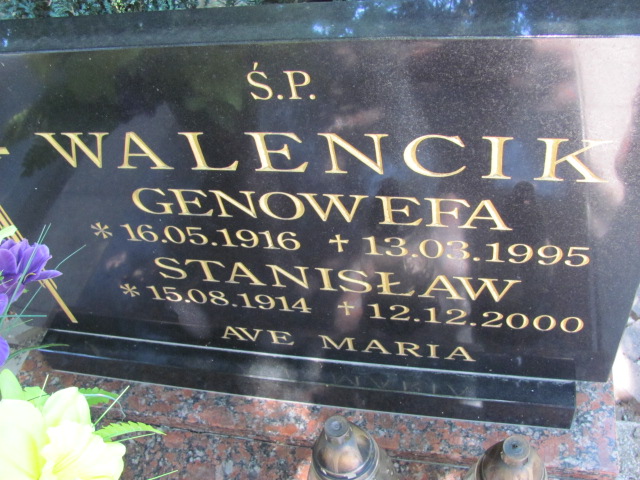 Ś.P.
WALENCIK
GENOWEFA
* 16.05.1916 + 13.03.1995
STANISŁAW
* 15.08.1914 + 12.12.2000
AVE MARIA